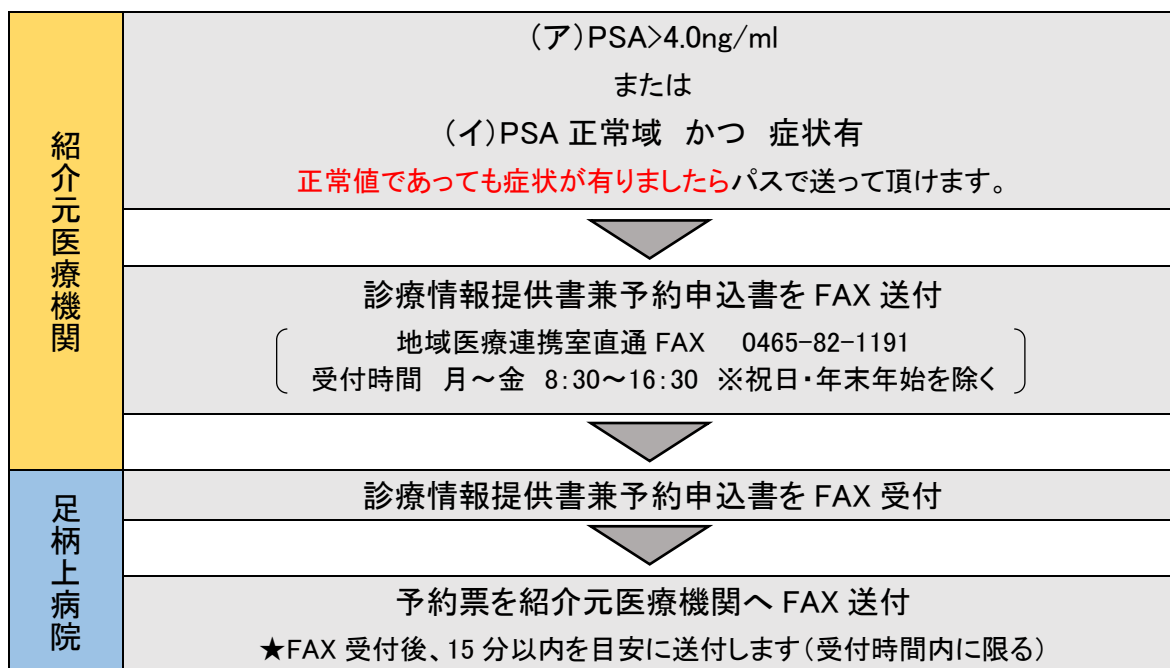 紹介元医療機関
(ア)PSA>4.0ng/ml
または
(イ)PSA 正常域 かつ 症状有
正常値であっても症状が有りましたらパスで送って頂けます。
診療情報提供書兼予約申込書を FAX 送付
地域医療連携室直通 FAX 0465-82-1191
受付時間 月～金 8:30～16:30 ※祝日・年末年始を除く
足柄上病院
診療情報提供書兼予約申込書を FAX 受付
予約票を紹介元医療機関へ FAX 送付
★FAX 受付後、15 分以内を目安に送付します(受付時間内に限る)